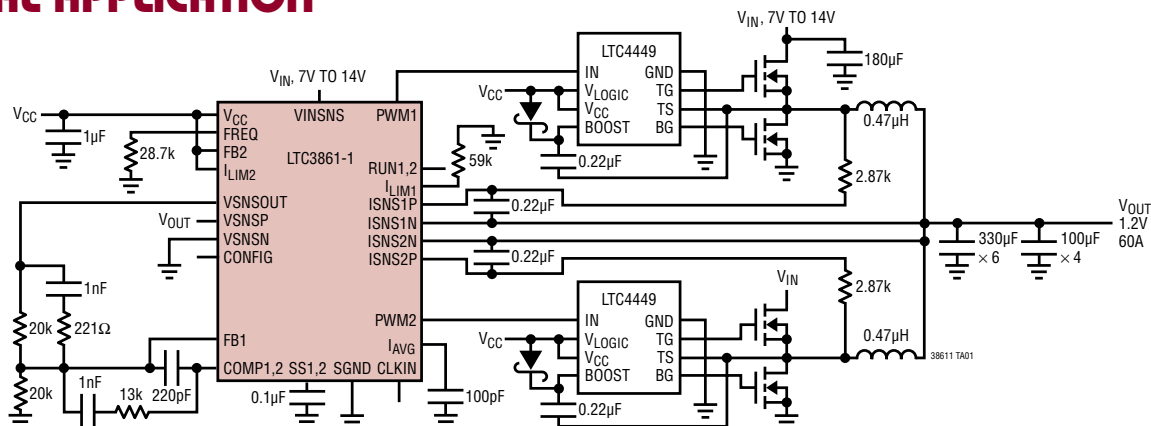 VIN, 7V TO 14V
LTC4449
180µF
VIN, 7V TO 14V
IN
GND
VCC
VLOGIC
TG
VCC
TS
BOOST
BG
0.47µH
0.22µF
VCC
1µF
28.7k
VCC
VINSNS
PWM1
FREQ
FB2
LTC3861-1
ILIM2
RUN1,2
ILIM1
59k
2.87k
VSNSOUT
ISNS1P
0.22µF
VOUT
VSNSP
ISNS1N
VSNSN
ISNS2N
CONFIG
ISNS2P
0.22µF
VOUT
1.2V
60A
330µF
× 6
100µF
× 4
1nF
20k
221Ω
VIN
LTC4449
2.87k
PWM2
IN
GND
VCC
VLOGIC
TG
VCC
TS
BOOST
BG
0.47µH
38611 TA01
0.22µF
FB1
IAVG
COMP1,2
SS1,2
SGND
CLKIN
20k
1nF
13k
220pF
0.1µF
100pF